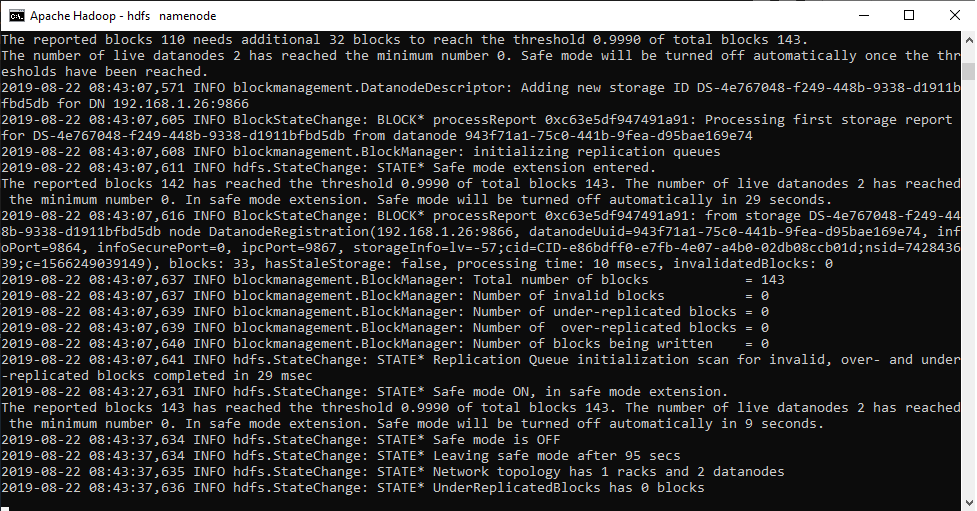 Apache Hadoop - hdfs   namenode
The reported blocks 110 needs additional 32 blocks to reach the threshold 0.9990 of total blocks 143.
The number of live datanodes 2 has reached the minimum number 0. Safe mode will be turned off automatically once the thr
esholds have been reached.
2019-08-22 08:43:07,571 INFO blockmanagement.DatanodeDescriptor: Adding new storage ID DS-4e767048-f249-448b-9338-d1911b
fbd5db for DN 192.168.1.26:9866
2019-08-22 08:43:07,605 INFO BlockStateChange: BLOCK* processReport 0xc63e5df947491a91: Processing first storage report
for DS-4e767048-f249-448b-9338-d1911bfbd5db from datanode 943f71a1-75c0-441b-9fea-d95bae169e74
2019-08-22 08:43:07,608 INFO blockmanagement.BlockManager: initializing replication queues
2019-08-22 08:43:07,611 INFO hdfs.StateChange: STATE* Safe mode extension entered.
The reported blocks 142 has reached the threshold 0.9990 of total blocks 143. The number of live datanodes 2 has reached
 the minimum number 0. In safe mode extension. Safe mode will be turned off automatically in 29 seconds.
2019-08-22 08:43:07,616 INFO BlockStateChange: BLOCK* processReport 0xc63e5df947491a91: from storage DS-4e767048-f249-44
8b-9338-d1911bfbd5db node DatanodeRegistration(192.168.1.26:9866, datanodeUuid=943f71a1-75c0-441b-9fea-d95bae169e74, inf
oPort=9864, infoSecurePort=0, ipcPort=9867, storageInfo=lv=-57;cid=CID-e86bdff0-e7fb-4e07-a4b0-02db08ccb01d;nsid=7428436
39;c=1566249039149), blocks: 33, hasStaleStorage: false, processing time: 10 msecs, invalidatedBlocks: 0
2019-08-22 08:43:07,637 INFO blockmanagement.BlockManager: Total number of blocks            = 143
2019-08-22 08:43:07,637 INFO blockmanagement.BlockManager: Number of invalid blocks          = 0
2019-08-22 08:43:07,639 INFO blockmanagement.BlockManager: Number of under-replicated blocks = 0
2019-08-22 08:43:07,639 INFO blockmanagement.BlockManager: Number of  over-replicated blocks = 0
2019-08-22 08:43:07,640 INFO blockmanagement.BlockManager: Number of blocks being written    = 0
2019-08-22 08:43:07,641 INFO hdfs.StateChange: STATE* Replication Queue initialization scan for invalid, over- and under
-replicated blocks completed in 29 msec
2019-08-22 08:43:27,631 INFO hdfs.StateChange: STATE* Safe mode ON, in safe mode extension.
The reported blocks 143 has reached the threshold 0.9990 of total blocks 143. The number of live datanodes 2 has reached
 the minimum number 0. In safe mode extension. Safe mode will be turned off automatically in 9 seconds.
2019-08-22 08:43:37,634 INFO hdfs.StateChange: STATE* Safe mode is OFF
2019-08-22 08:43:37,634 INFO hdfs.StateChange: STATE* Leaving safe mode after 95 secs
2019-08-22 08:43:37,635 INFO hdfs.StateChange: STATE* Network topology has 1 racks and 2 datanodes
2019-08-22 08:43:37,636 INFO hdfs.StateChange: STATE* UnderReplicatedBlocks has 0 blocks